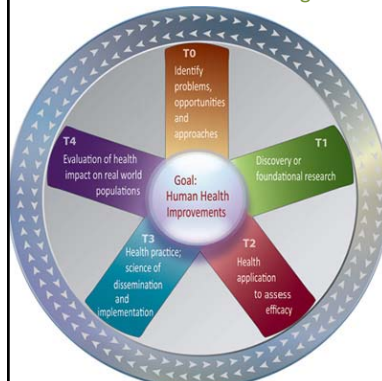 T0
Identify
problems,
opportunities
and
approaches
T1
Discovery or
foundational research
T2
Health
application
to assess
efficacy
T3
Health practice;
science of
dissemination
and
implementation
T4
Evaluation of health
impact on real world
populations
Goal:
Human Health
Improvements